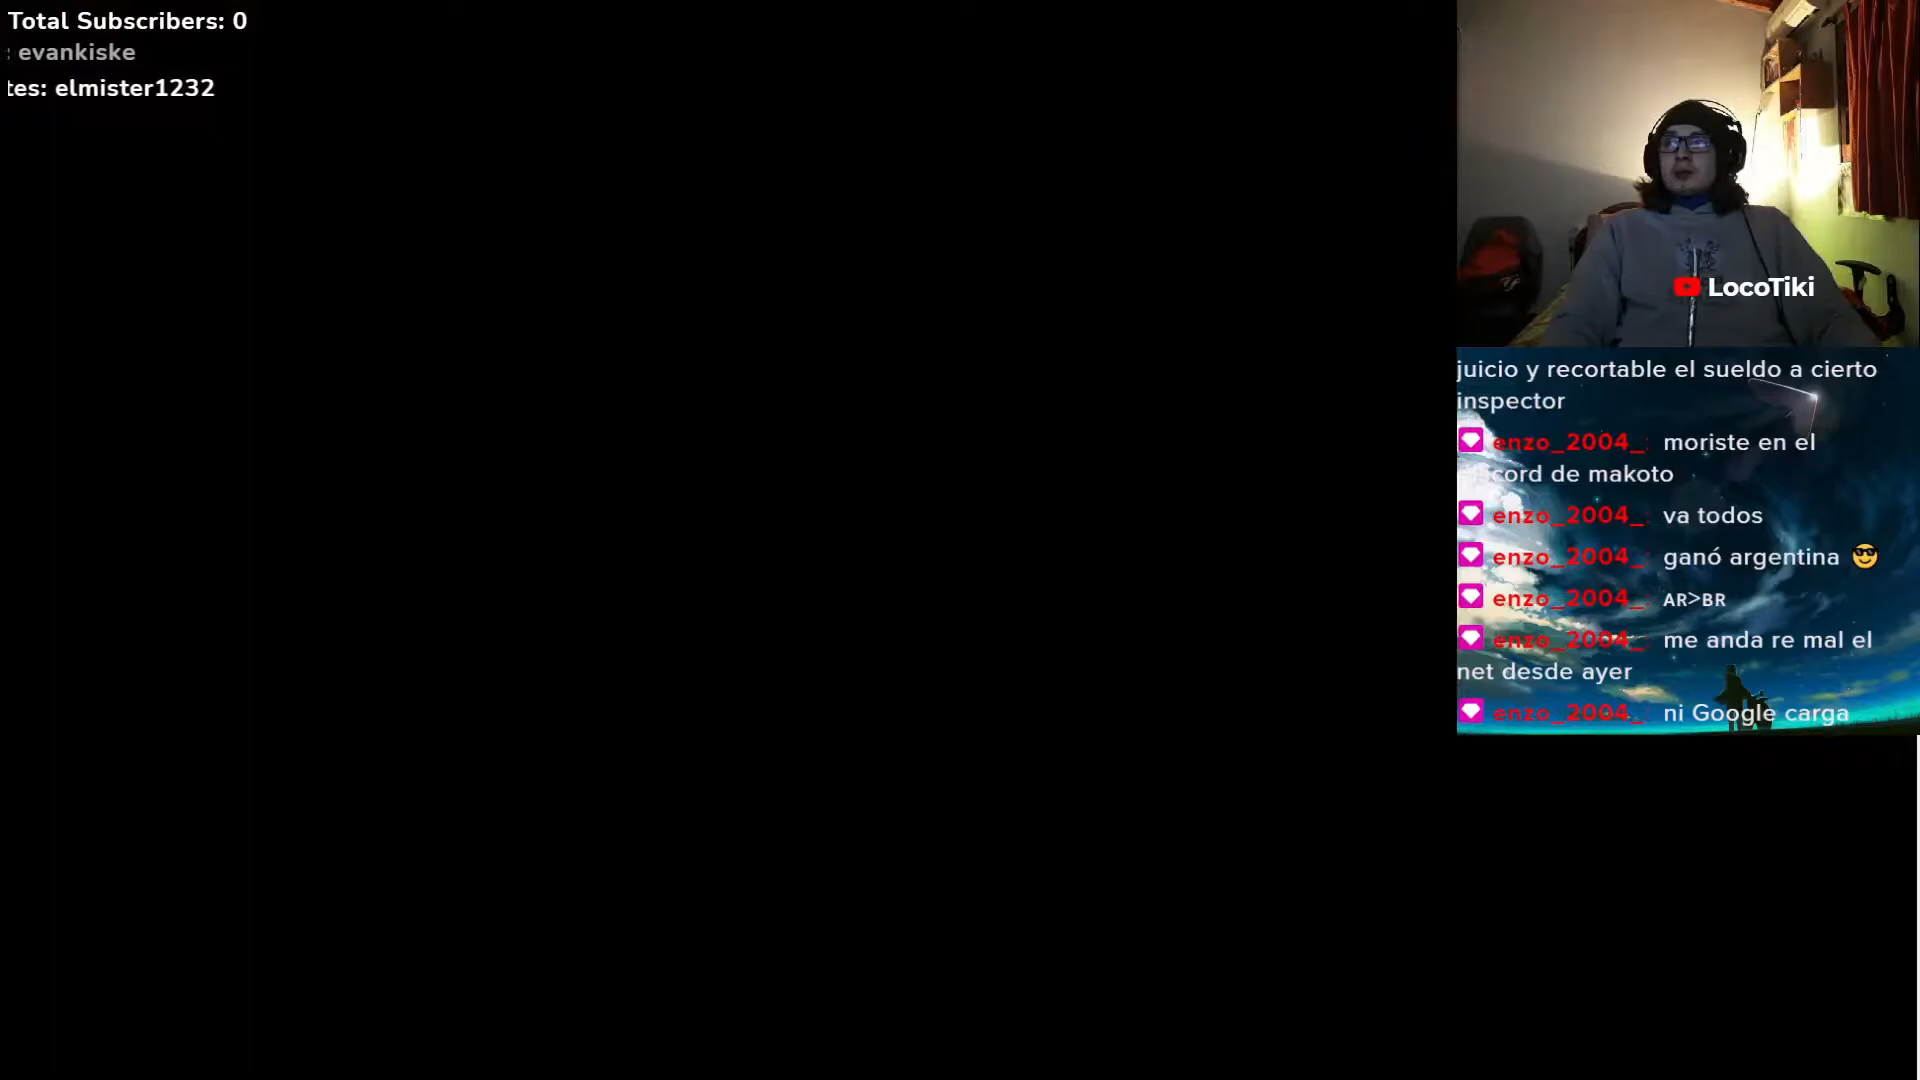 Total Subscribers: 0
: evankiske
tes: elmister1232
LocoTiki
juicio y recortable el sueldo a cierto
inspector
enzo_2004_: moriste en el
cord de makoto
enzo_2004_: va todos
enzo_2004_: ganó argentina 😎
enzo_2004_: AR>BR
enzo_2004_: me anda re mal el
net desde ayer
enzo_2004_: ni Google carga